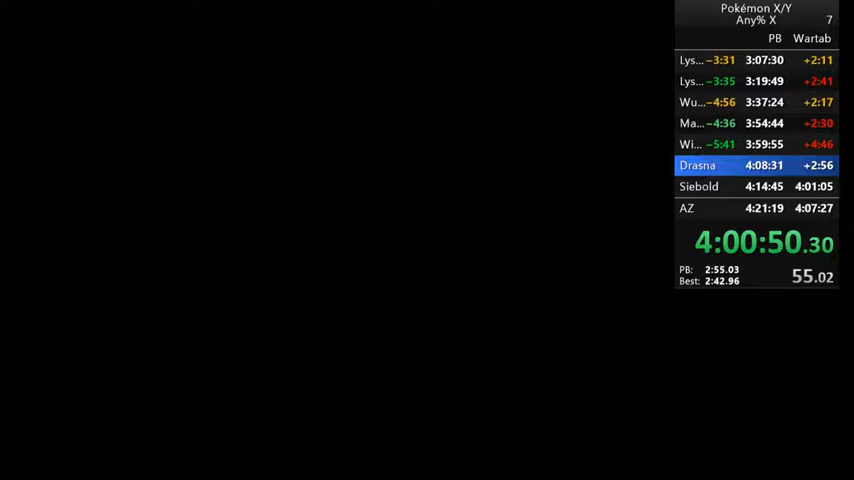 Pokémon X/Y
Any% X 7
PB Wartab
Lys... −3:31 3:07:30 +2:11
Lys... −3:35 3:19:49 +2:41
Wu... −4:56 3:37:24 +2:17
Ma... −4:36 3:54:44 +2:30
Wi... −5:41 3:59:55 +4:46
Drasna 4:08:31 +2:56
Siebold 4:14:45 4:01:05
AZ 4:21:19 4:07:27
4:00:50.30
PB: 2:55.03 55.02
Best: 2:42.96